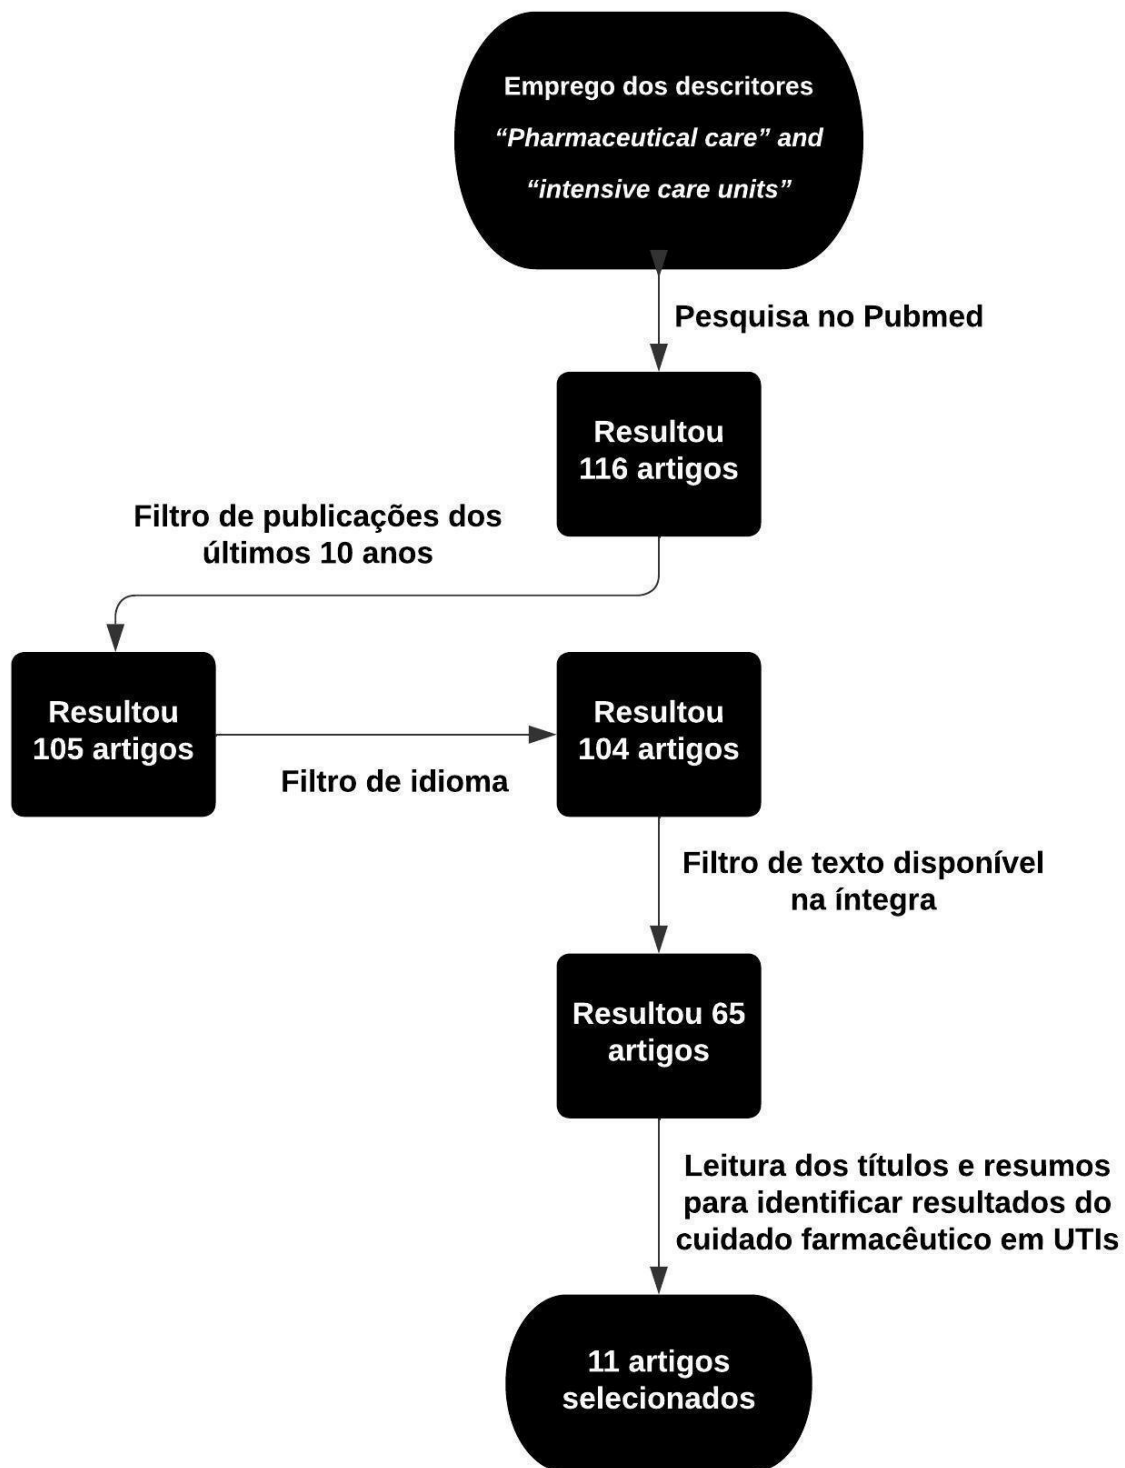 Emprego dos descritores
“Pharmaceutical care” and
“intensive care units”
Pesquisa no Pubmed
Resultou
116 artigos
Filtro de publicações dos
últimos 10 anos
Resultou
105 artigos
Filtro de idioma
Resultou
104 artigos
Filtro de texto disponível
na íntegra
Resultou 65
artigos
Leitura dos títulos e resumos
para identificar resultados do
cuidado farmacêutico em UTIs
11 artigos
selecionados